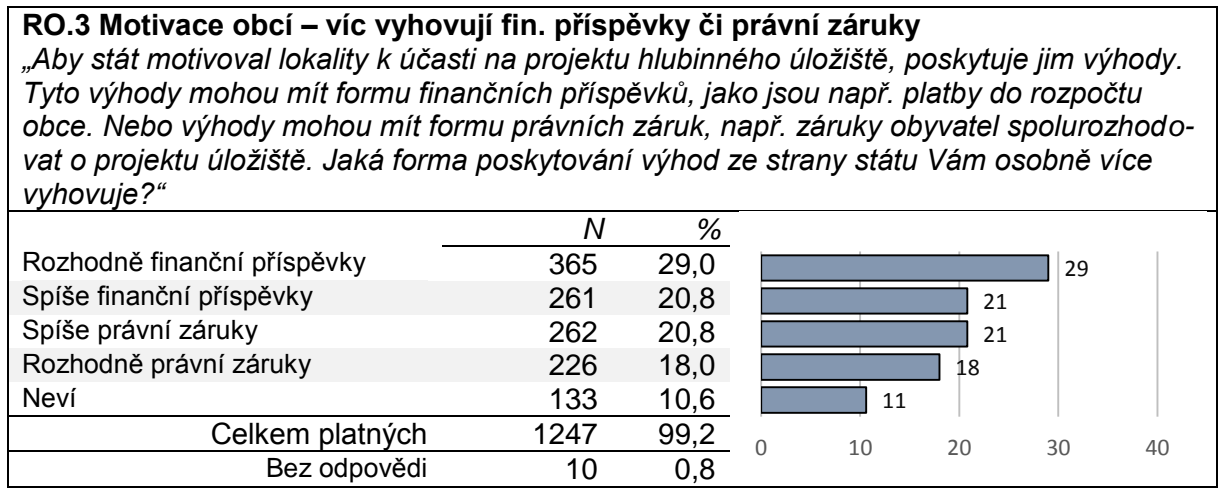 RO.3 Motivace obcí – víc vyhovují fin. příspěvky či právní záruky
„Aby stát motivoval lokality k účasti na projektu hlubinného úložiště, poskytuje jim výhody.
Tyto výhody mohou mít formu finančních příspěvků, jako jsou např. platby do rozpočtu
obce. Nebo výhody mohou mít formu právních záruk, např. záruky obyvatel spolurozhodo-
vat o projektu úložiště. Jaká forma poskytování výhod ze strany státu Vám osobně více
vyhovuje?“
N %
Rozhodně finanční příspěvky 365 29,0 29
Spíše finanční příspěvky 261 20,8 21
Spíše právní záruky 262 20,8 21
Rozhodně právní záruky 226 18,0 18
Neví 133 10,6 11
Celkem platných 1247 99,2
0 10 20 30 40
Bez odpovědi 10 0,8